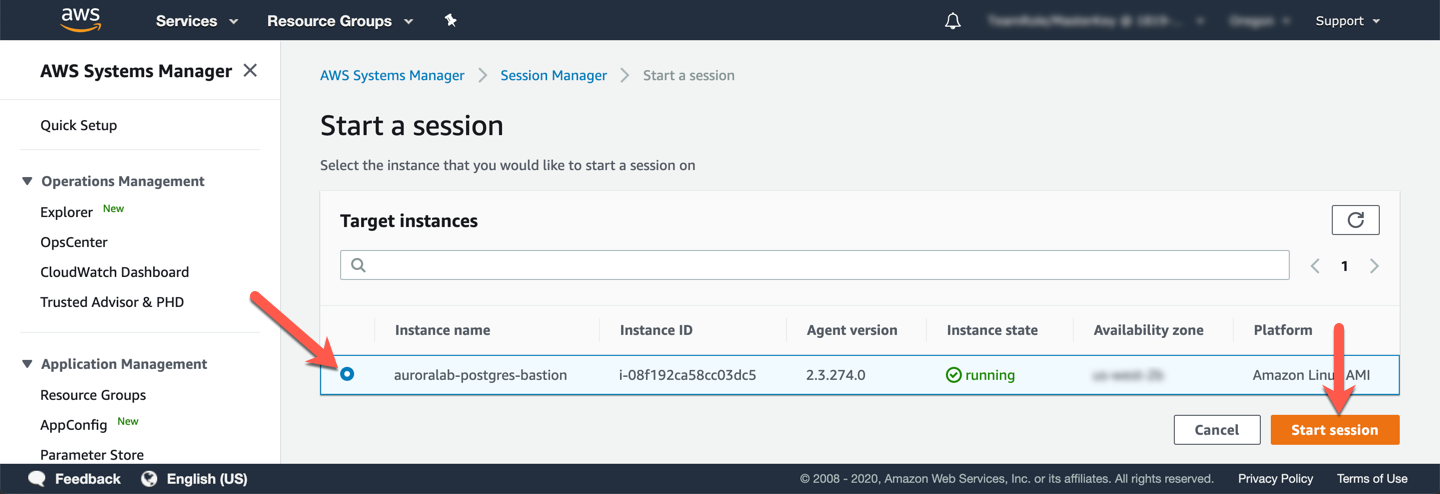 aws Services Resource Groups Support
AWS Systems Manager
Quick Setup
Operations Management
Explorer New
OpsCenter
CloudWatch Dashboard
Trusted Advisor & PHD
Application Management
Resource Groups
AppConfig New
Parameter Store
AWS Systems Manager Session Manager Start a session
Start a session
Select the instance that you would like to start a session on
Target instances
1
Instance name Instance ID Agent version Instance state Availability zone Platform
auroralab-postgres-bastion i-08f192ca58cc03dc5 2.3.274.0 running Amazon Linux AMI
Cancel Start session
Feedback English (US) © 2008 - 2020, Amazon Web Services, Inc. or its affiliates. All rights reserved. Privacy Policy Terms of Use